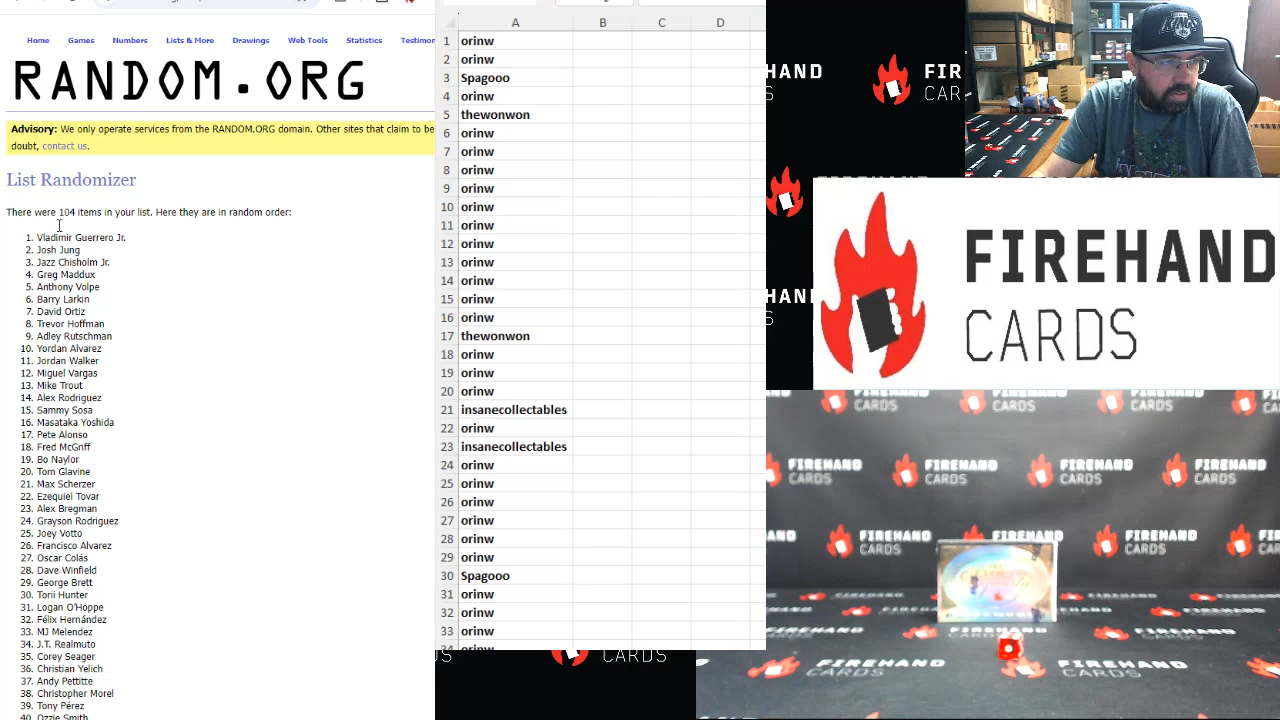 Home Games Numbers Lists & More Drawings Web Tools Statistics Testimon
RANDOM.ORG
Advisory: We only operate services from the RANDOM.ORG domain. Other sites that claim to be
doubt, contact us.
List Randomizer
There were 104 items in your list. Here they are in random order:
1. Vladimir Guerrero Jr.
2. Josh Jung
3. Jazz Chisholm Jr.
4. Greg Maddux
5. Anthony Volpe
6. Barry Larkin
7. David Ortiz
8. Trevor Hoffman
9. Adley Rutschman
10. Yordan Alvarez
11. Jordan Walker
12. Miguel Vargas
13. Mike Trout
14. Alex Rodriguez
15. Sammy Sosa
16. Masataka Yoshida
17. Pete Alonso
18. Fred McGriff
19. Bo Naylor
20. Tom Glavine
21. Max Scherzer
22. Ezequiel Tovar
23. Alex Bregman
24. Grayson Rodriguez
25. Joey Votto
26. Francisco Alvarez
27. Oscar Colás
28. Dave Winfield
29. George Brett
30. Torii Hunter
31. Logan O'Hoppe
32. Félix Hernández
33. MJ Melendez
34. J.T. Realmuto
35. Corey Seager
36. Christian Yelich
37. Andy Pettitte
38. Christopher Morel
39. Tony Pérez
40. Ozzie Smith
A B C D
1 orinw
2 orinw
3 Spagooo
4 orinw
5 thewonwon
6 orinw
7 orinw
8 orinw
9 orinw
10 orinw
11 orinw
12 orinw
13 orinw
14 orinw
15 orinw
16 orinw
17 thewonwon
18 orinw
19 orinw
20 orinw
21 insanecollectables
22 orinw
23 insanecollectables
24 orinw
25 orinw
26 orinw
27 orinw
28 orinw
29 orinw
30 Spagooo
31 orinw
32 orinw
33 orinw
34 orinw
FIREHAND
CARDS